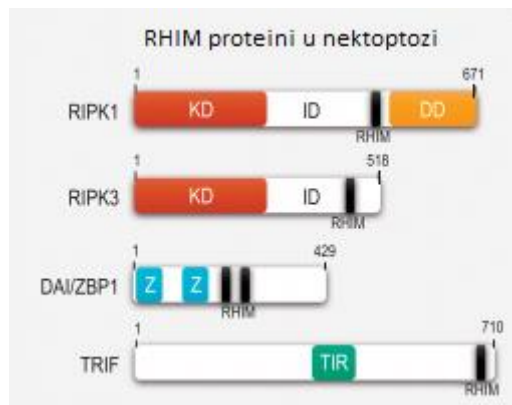 RHIM proteini u nektoptozi
1 671
RIPK1 KD ID DD
RHIM
1 518
RIPK3 KD ID
RHIM
1 429
DAI/ZBP1 Z Z
RHIM
1 710
TRIF TIR
RHIM